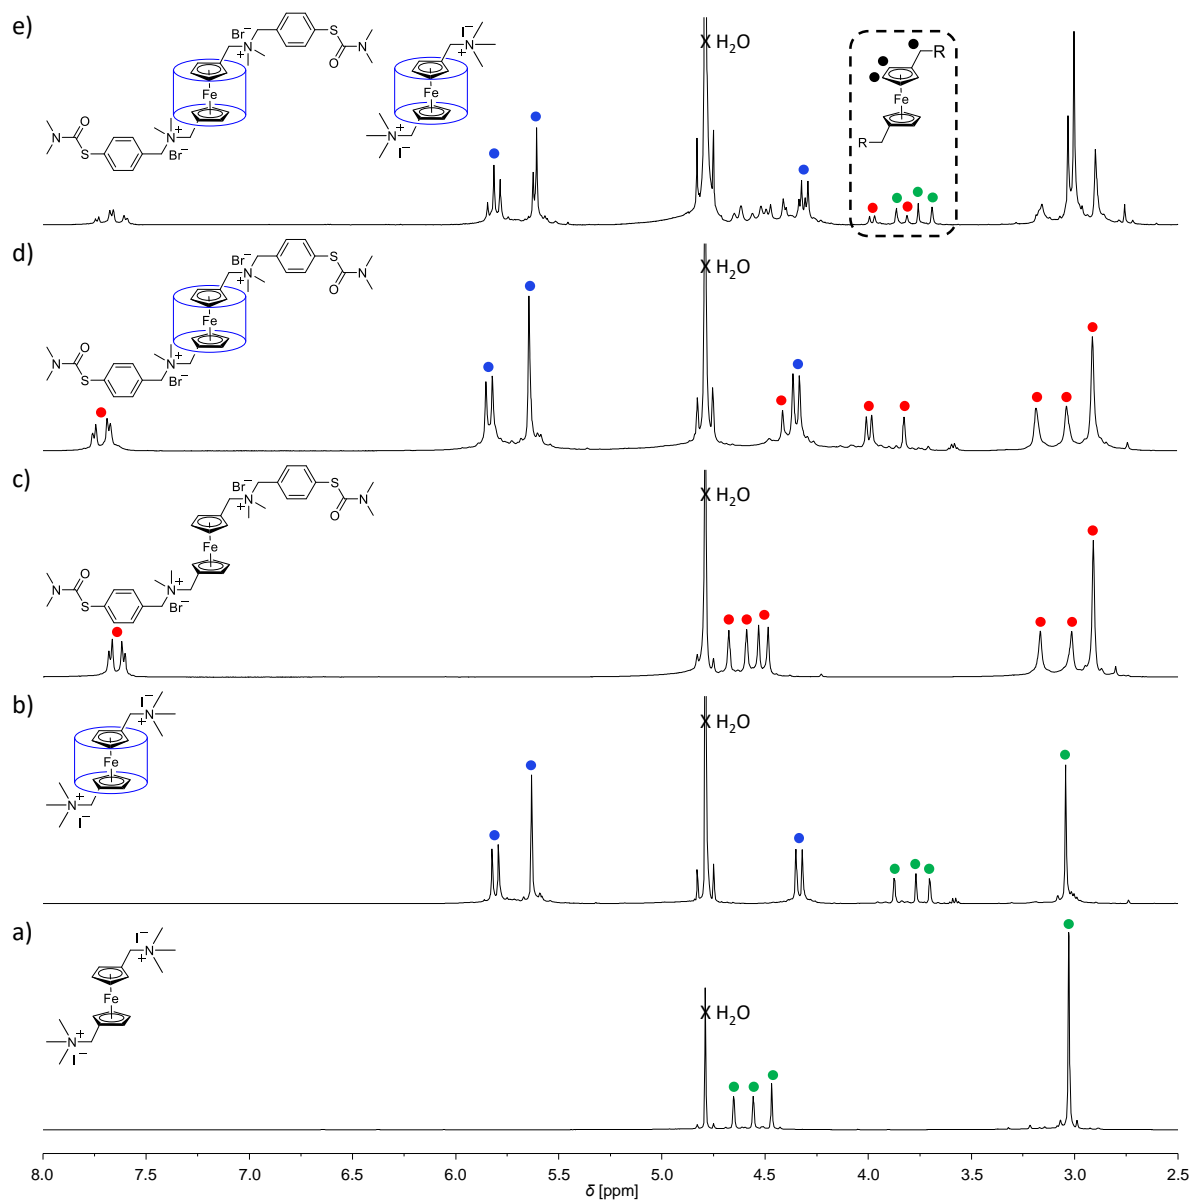 e)
Br⁻
N
+
S
N
O
Fe
N
+
Br⁻
O
N
S
I⁻
N
+
Fe
N
+
I⁻
X H₂O
R
Fe
R
d)
Br⁻
N
+
S
N
O
Fe
N
+
Br⁻
O
N
S
X H₂O
c)
Br⁻
N
+
S
N
O
Fe
N
+
Br⁻
O
N
S
X H₂O
b)
I⁻
N
+
Fe
N
+
I⁻
X H₂O
a)
I⁻
N
+
Fe
N
+
I⁻
X H₂O
8.0 7.5 7.0 6.5 6.0 5.5 5.0 4.5 4.0 3.5 3.0 2.5
δ [ppm]